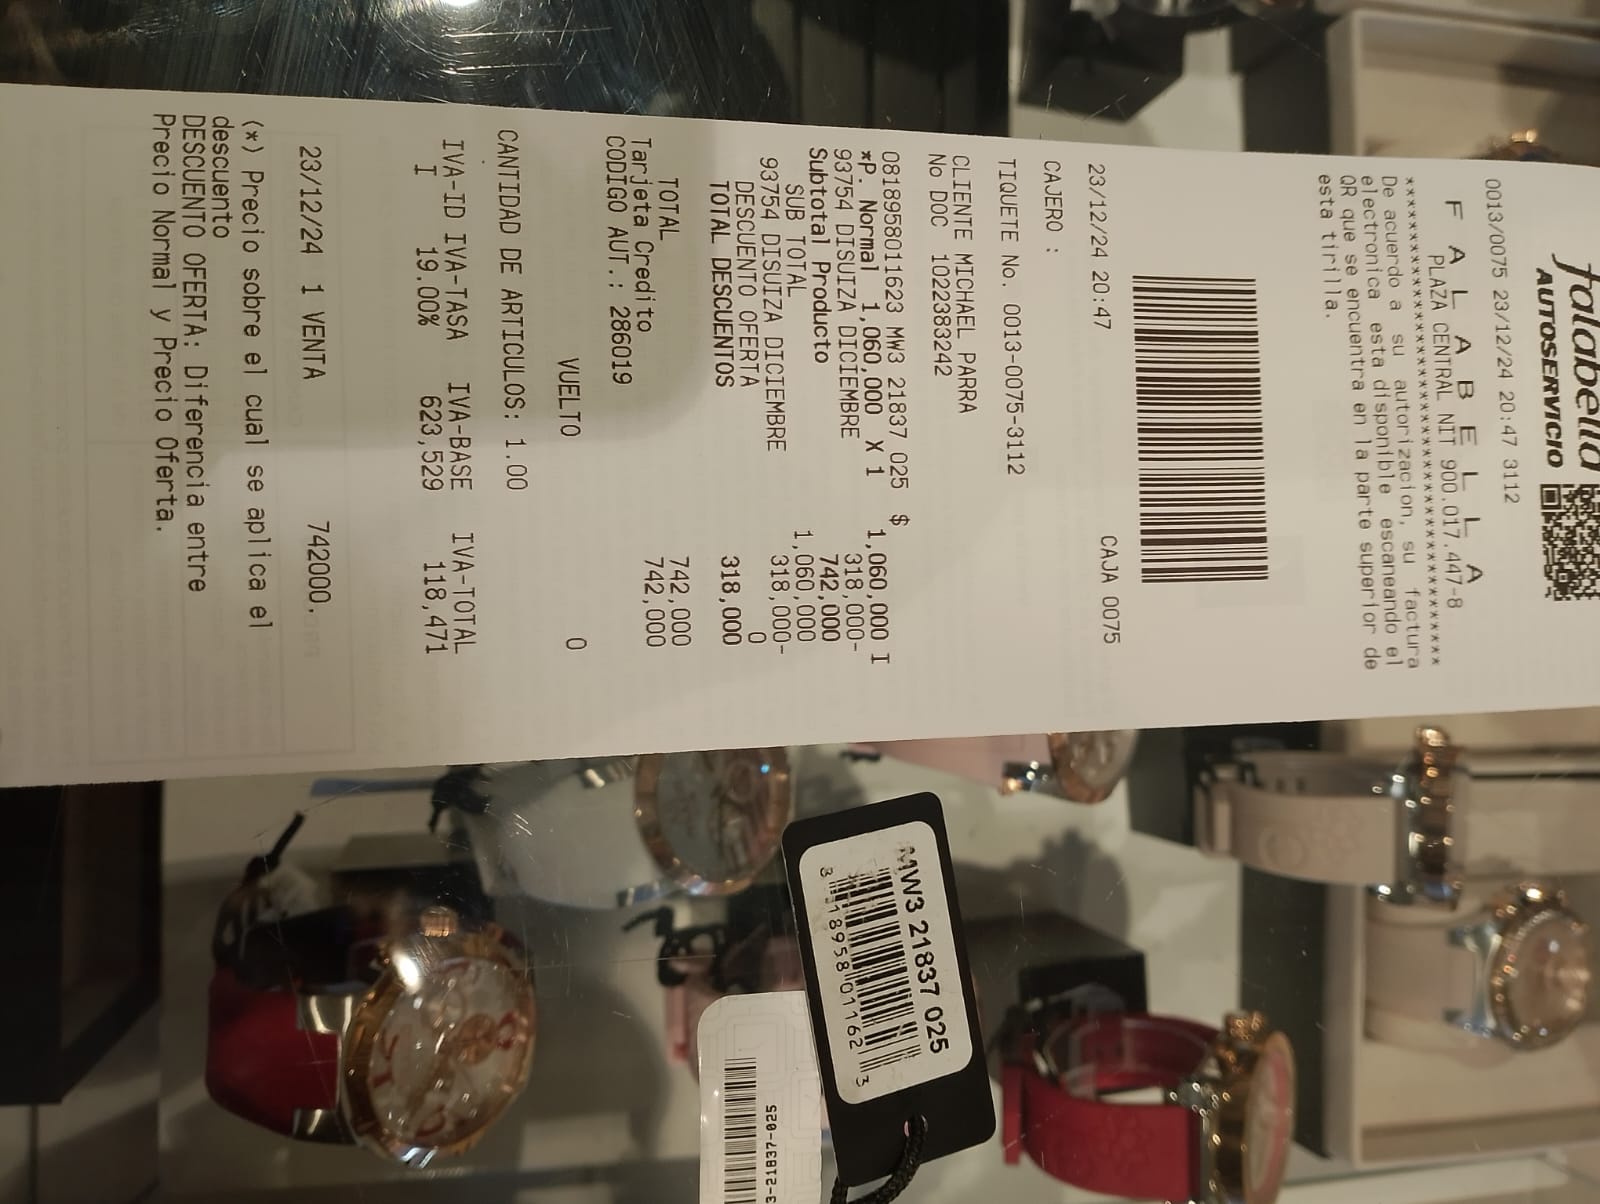 falabella
AUTOSERVICIO
0013/0075 23/12/24 20:47 3112
F A L A B E L L A
PLAZA CENTRAL NIT 900.017.447-8
****************************************
De acuerdo a su autorizacion, su factura
electronica esta disponible escaneando el
QR que se encuentra en la parte superior de
esta tirilla.
23/12/24 20:47 CAJA 0075
CAJERO :
TIQUETE No. 0013-0075-3112
CLIENTE MICHAEL PARRA
No DOC 1022383242
0818958011623 MW3 21837 025 $ 1,060,000 I
*P. Normal 1,060,000 X 1
93754 DISUIZA DICIEMBRE 318,000-
Subtotal Producto 742,000
SUB TOTAL 1,060,000
93754 DISUIZA DICIEMBRE 318,000-
DESCUENTO OFERTA 0
TOTAL DESCUENTOS 318,000
TOTAL 742,000
Tarjeta Credito 742,000
CODIGO AUT.: 286019
VUELTO 0
CANTIDAD DE ARTICULOS: 1.00
IVA-ID IVA-TASA IVA-BASE IVA-TOTAL
I 19.00% 623,529 118,471
23/12/24 1 VENTA 742000.
(*) Precio sobre el cual se aplica el
descuento
DESCUENTO OFERTA: Diferencia entre
Precio Normal y Precio Oferta.
MW3 21837 025
3-21837-025